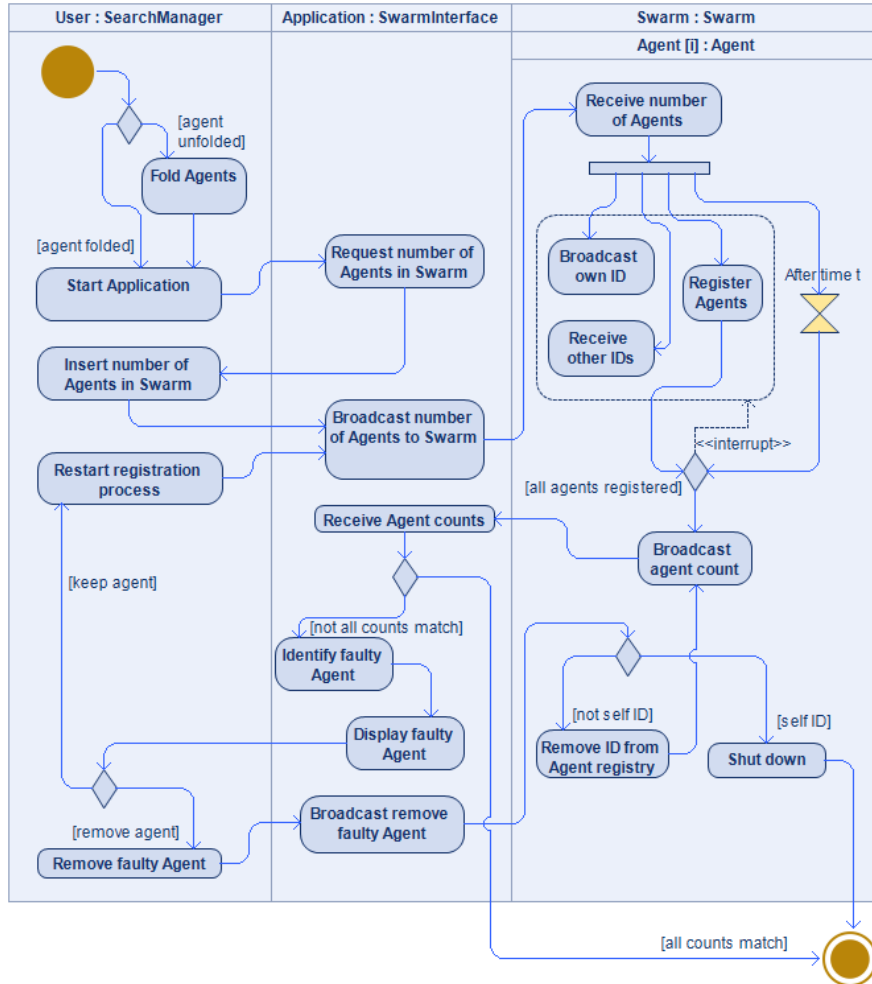 User : SearchManager
Application : SwarmInterface
Swarm : Swarm
Agent [i] : Agent
[agent
unfolded]
Fold Agents
[agent folded]
Start Application
Request number of
Agents in Swarm
Insert number of
Agents in Swarm
Broadcast number
of Agents to Swarm
Restart registration
process
Receive number
of Agents
Broadcast
own ID
Register
Agents
After time t
Receive
other IDs
<<interrupt>>
[all agents registered]
Receive Agent counts
Broadcast
agent count
[keep agent]
[not all counts match]
Identify faulty
Agent
Display faulty
Agent
[not self ID]
[self ID]
Remove ID from
Agent registry
Shut down
[remove agent]
Remove faulty Agent
Broadcast remove
faulty Agent
[all counts match]